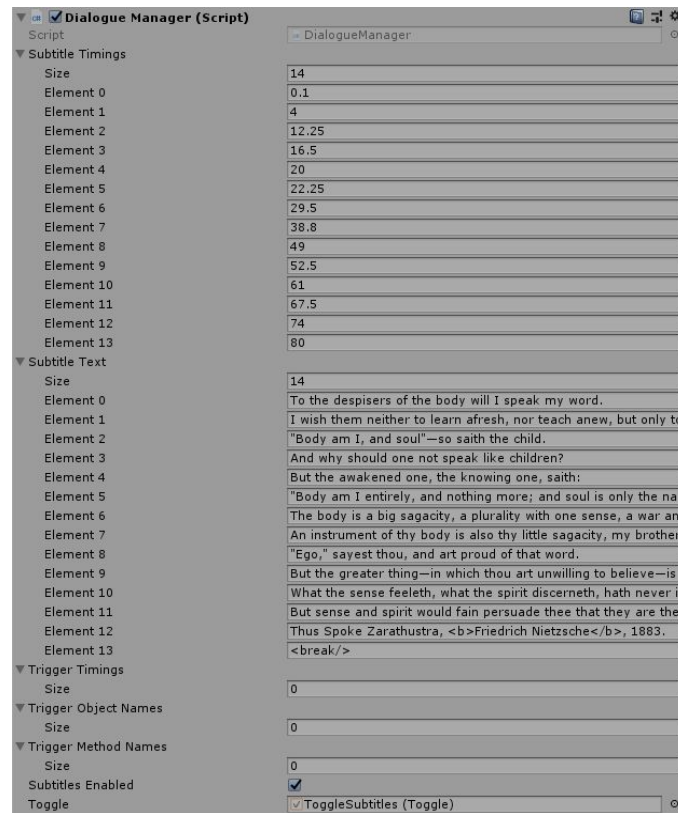 Dialogue Manager (Script)
Script DialogueManager
Subtitle Timings
Size 14
Element 0 0.1
Element 1 4
Element 2 12.25
Element 3 16.5
Element 4 20
Element 5 22.25
Element 6 29.5
Element 7 38.8
Element 8 49
Element 9 52.5
Element 10 61
Element 11 67.5
Element 12 74
Element 13 80
Subtitle Text
Size 14
Element 0 To the despisers of the body will I speak my word.
Element 1 I wish them neither to learn afresh, nor teach anew, but only to
Element 2 "Body am I, and soul"—so saith the child.
Element 3 And why should one not speak like children?
Element 4 But the awakened one, the knowing one, saith:
Element 5 "Body am I entirely, and nothing more; and soul is only the na
Element 6 The body is a big sagacity, a plurality with one sense, a war an
Element 7 An instrument of thy body is also thy little sagacity, my brother
Element 8 "Ego," sayest thou, and art proud of that word.
Element 9 But the greater thing—in which thou art unwilling to believe—is
Element 10 What the sense feeleth, what the spirit discerneth, hath never i
Element 11 But sense and spirit would fain persuade thee that they are the
Element 12 Thus Spoke Zarathustra, <b>Friedrich Nietzsche</b>, 1883.
Element 13 <break/>
Trigger Timings
Size 0
Trigger Object Names
Size 0
Trigger Method Names
Size 0
Subtitles Enabled
Toggle ToggleSubtitles (Toggle)